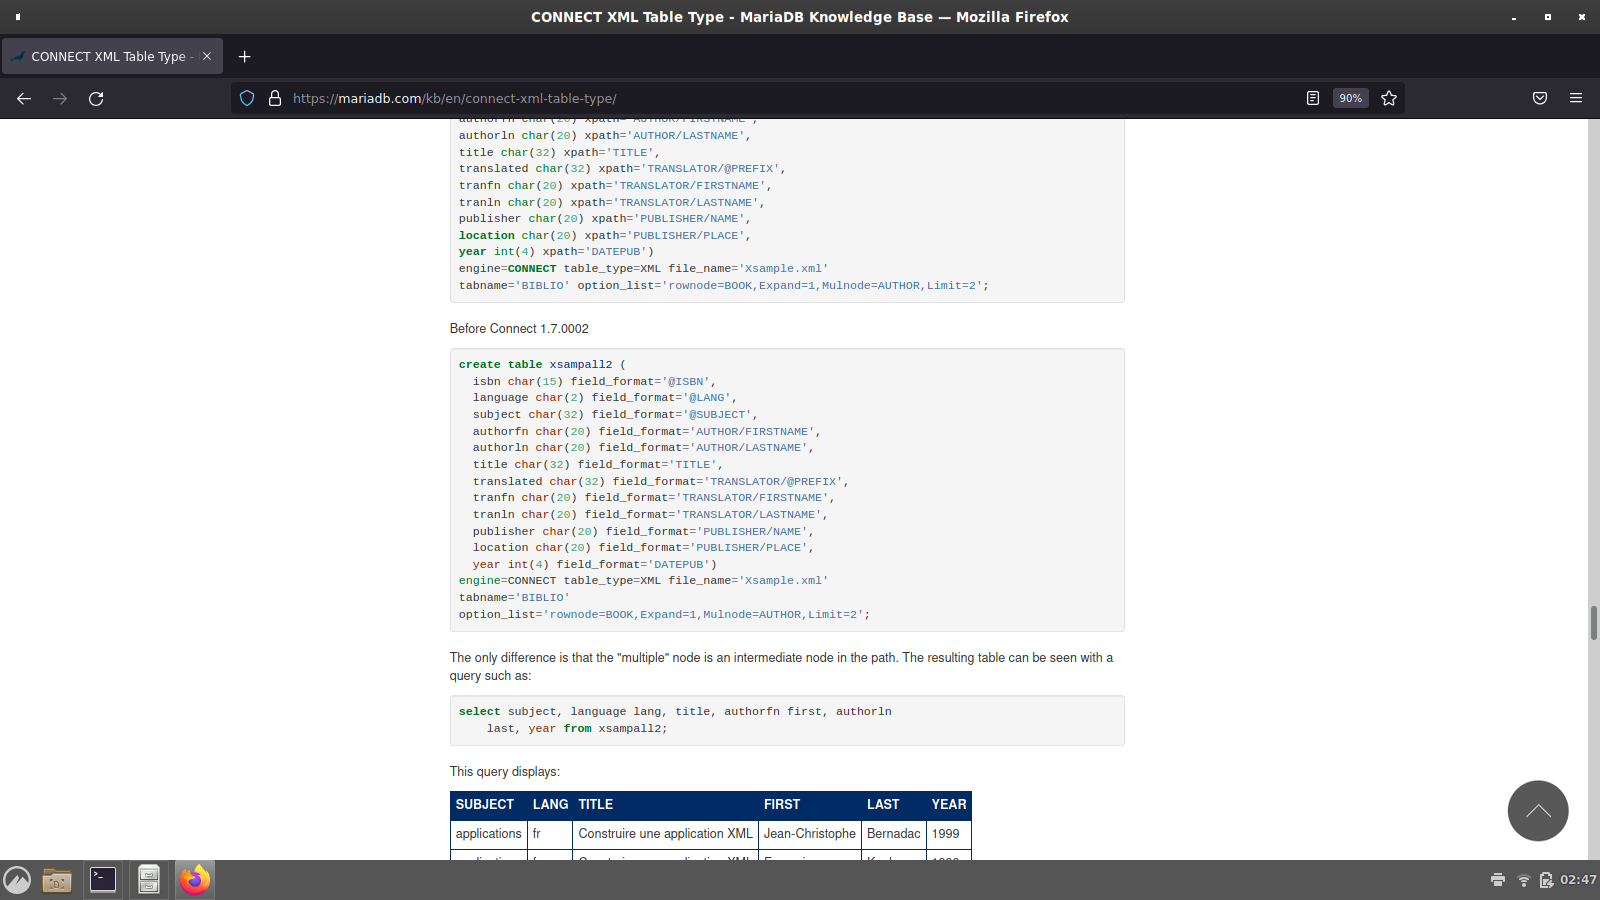 CONNECT XML Table Type - MariaDB Knowledge Base — Mozilla Firefox
CONNECT XML Table Type -
https://mariadb.com/kb/en/connect-xml-table-type/
90%
authorfn char(20) xpath='AUTHOR/FIRSTNAME',
authorln char(20) xpath='AUTHOR/LASTNAME',
title char(32) xpath='TITLE',
translated char(32) xpath='TRANSLATOR/@PREFIX',
tranfn char(20) xpath='TRANSLATOR/FIRSTNAME',
tranln char(20) xpath='TRANSLATOR/LASTNAME',
publisher char(20) xpath='PUBLISHER/NAME',
location char(20) xpath='PUBLISHER/PLACE',
year int(4) xpath='DATEPUB')
engine=CONNECT table_type=XML file_name='Xsample.xml'
tabname='BIBLIO' option_list='rownode=BOOK,Expand=1,Mulnode=AUTHOR,Limit=2';
Before Connect 1.7.0002
create table xsampall2 (
isbn char(15) field_format='@ISBN',
language char(2) field_format='@LANG',
subject char(32) field_format='@SUBJECT',
authorfn char(20) field_format='AUTHOR/FIRSTNAME',
authorln char(20) field_format='AUTHOR/LASTNAME',
title char(32) field_format='TITLE',
translated char(32) field_format='TRANSLATOR/@PREFIX',
tranfn char(20) field_format='TRANSLATOR/FIRSTNAME',
tranln char(20) field_format='TRANSLATOR/LASTNAME',
publisher char(20) field_format='PUBLISHER/NAME',
location char(20) field_format='PUBLISHER/PLACE',
year int(4) field_format='DATEPUB')
engine=CONNECT table_type=XML file_name='Xsample.xml'
tabname='BIBLIO'
option_list='rownode=BOOK,Expand=1,Mulnode=AUTHOR,Limit=2';
The only difference is that the "multiple" node is an intermediate node in the path. The resulting table can be seen with a
query such as:
select subject, language lang, title, authorfn first, authorln
last, year from xsampall2;
This query displays:
SUBJECT LANG TITLE FIRST LAST YEAR
applications fr Construire une application XML Jean-Christophe Bernadac 1999
02:47